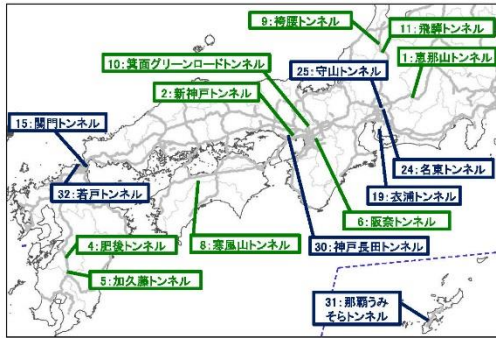 9：袴腰トンネル
11：飛騨トンネル
10：箕面グリーンロードトンネル
25：守山トンネル
1：恵那山トンネル
2：新神戸トンネル
15：関門トンネル
24：名東トンネル
32：若戸トンネル
19：衣浦トンネル
6：阪奈トンネル
4：肥後トンネル
8：寒風山トンネル
30：神戸長田トンネル
5：加久藤トンネル
31：那覇うみ
そらトンネル